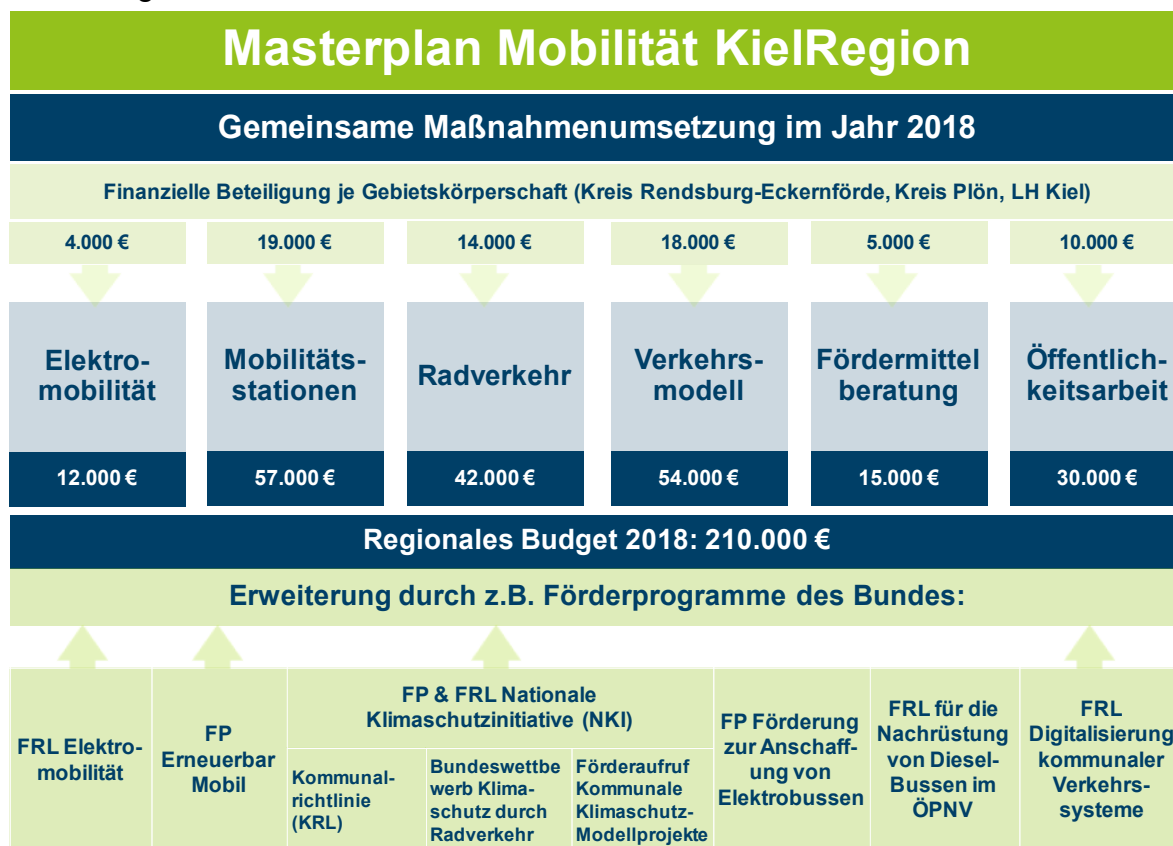 Masterplan Mobilität KielRegion
Gemeinsame Maßnahmenumsetzung im Jahr 2018
Finanzielle Beteiligung je Gebietskörperschaft (Kreis Rendsburg-Eckernförde, Kreis Plön, LH Kiel)
4.000 €
19.000 €
14.000 €
18.000 €
5.000 €
10.000 €
Elektro-
mobilität
Mobilitäts-
stationen
Radverkehr
Verkehrs-
modell
Fördermittel
beratung
Öffentlich-
keitsarbeit
12.000 €
57.000 €
42.000 €
54.000 €
15.000 €
30.000 €
Regionales Budget 2018: 210.000 €
Erweiterung durch z.B. Förderprogramme des Bundes:
FRL Elektro-
mobilität
FP
Erneuerbar
Mobil
FP & FRL Nationale
Klimaschutzinitiative (NKI)
Kommunal-
richtlinie
(KRL)
Bundeswettbe
werb Klima-
schutz durch
Radverkehr
Förderaufruf
Kommunale
Klimaschutz-
Modellprojekte
FP Förderung
zur Anschaff-
ung von
Elektrobussen
FRL für die
Nachrüstung
von Diesel-
Bussen im
ÖPNV
FRL
Digitalisierung
kommunaler
Verkehrs-
systeme